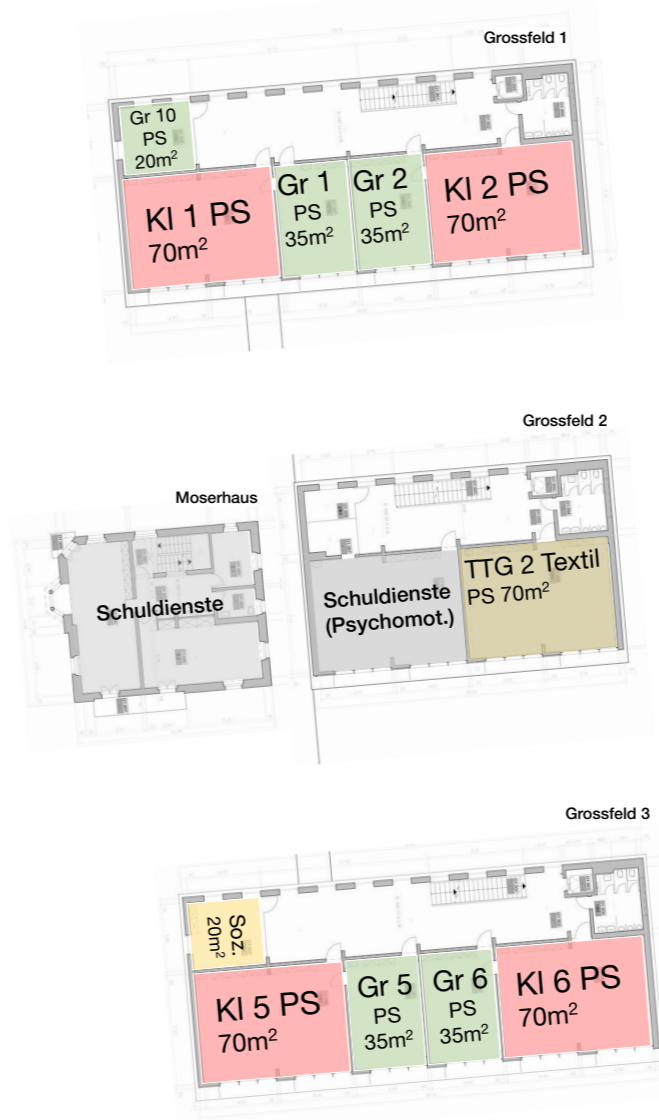 Grossfeld 1
Gr 10
PS
20m²
Kl 1 PS
70m²
Gr 1
PS
35m²
Gr 2
PS
35m²
Kl 2 PS
70m²
Grossfeld 2
Moserhaus
Schuldienste
Schuldienste
(Psychomot.)
TTG 2 Textil
PS 70m²
Grossfeld 3
Soz.
20m²
Kl 5 PS
70m²
Gr 5
PS
35m²
Gr 6
PS
35m²
Kl 6 PS
70m²